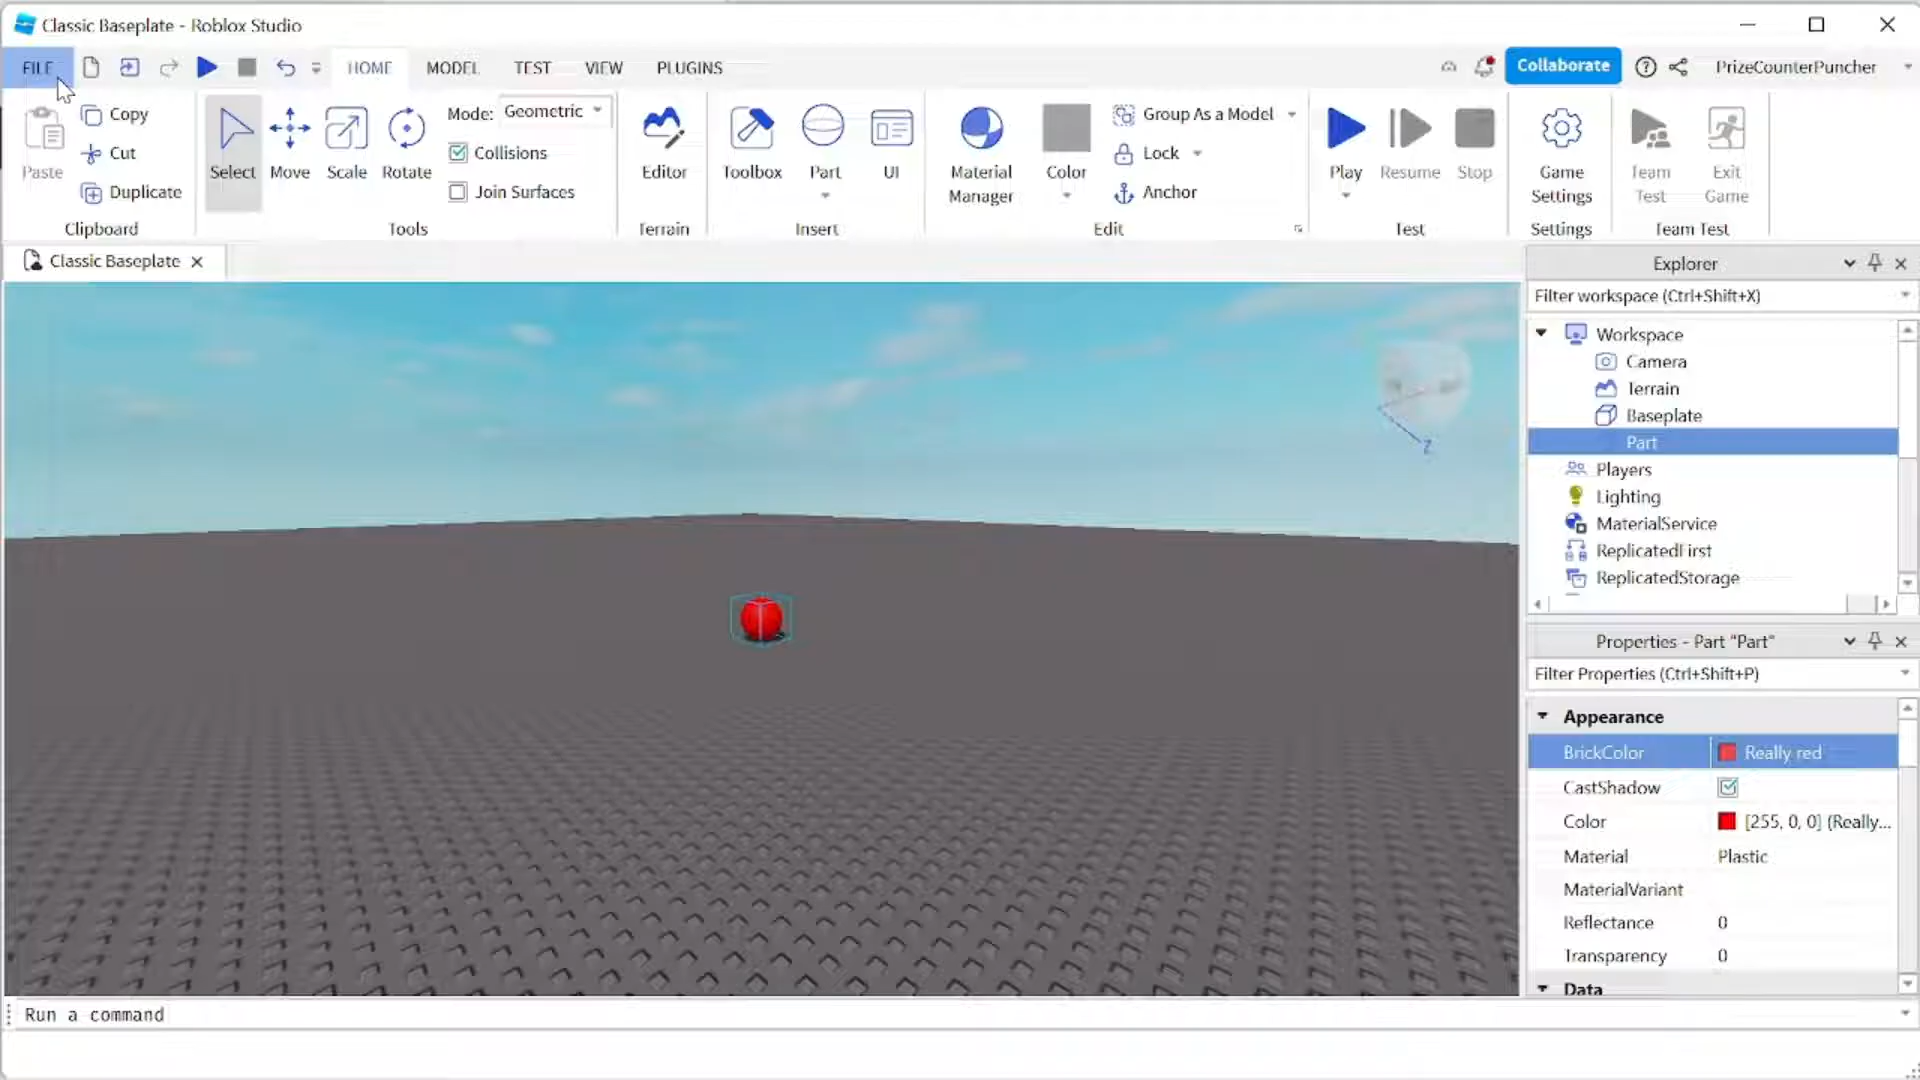 Classic Baseplate - Roblox Studio
FILE
HOME
MODEL
TEST
VIEW
PLUGINS
Collaborate
PrizeCounterPuncher
Paste
Copy
Cut
Duplicate
Clipboard
Select
Move
Scale
Rotate
Mode: Geometric
Collisions
Join Surfaces
Tools
Editor
Terrain
Toolbox
Part
UI
Insert
Material
Manager
Color
Group As a Model
Lock
Anchor
Edit
Play
Resume
Stop
Test
Game
Settings
Settings
Team
Test
Exit
Game
Team Test
Classic Baseplate
Z
Explorer
Filter workspace (Ctrl+Shift+X)
Workspace
Camera
Terrain
Baseplate
Part
Players
Lighting
MaterialService
ReplicatedFirst
ReplicatedStorage
Properties - Part "Part"
Filter Properties (Ctrl+Shift+P)
Appearance
BrickColor Really red
CastShadow
Color [255, 0, 0] (Really...
Material Plastic
MaterialVariant
Reflectance 0
Transparency 0
Data
Run a command